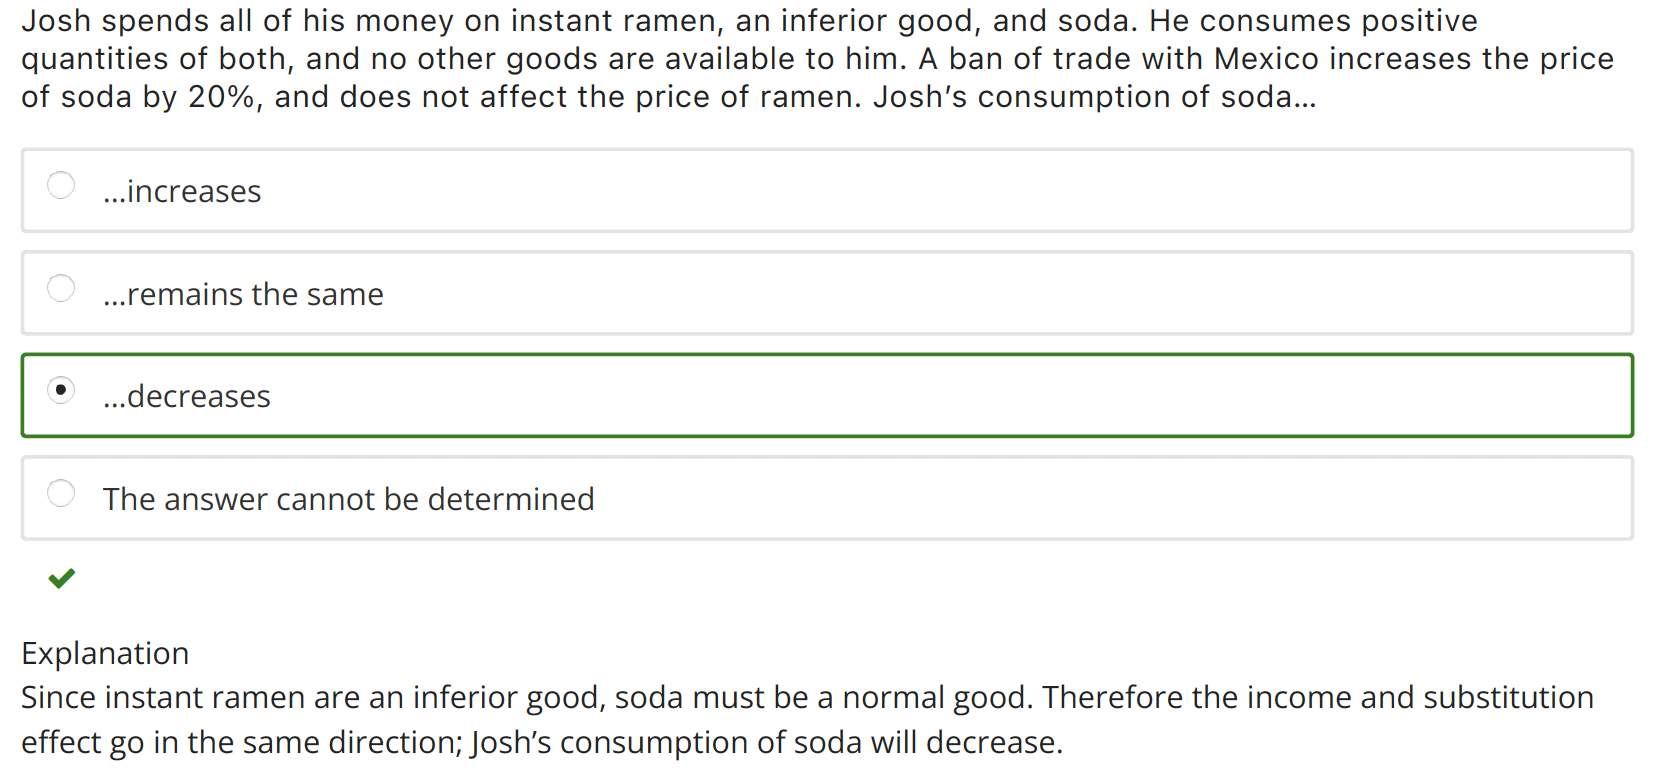 Josh spends all of his money on instant ramen, an inferior good, and soda. He consumes positive
quantities of both, and no other goods are available to him. A ban of trade with Mexico increases the price
of soda by 20%, and does not affect the price of ramen. Josh’s consumption of soda...
...increases
...remains the same
...decreases
The answer cannot be determined
Explanation
Since instant ramen are an inferior good, soda must be a normal good. Therefore the income and substitution
effect go in the same direction; Josh’s consumption of soda will decrease.